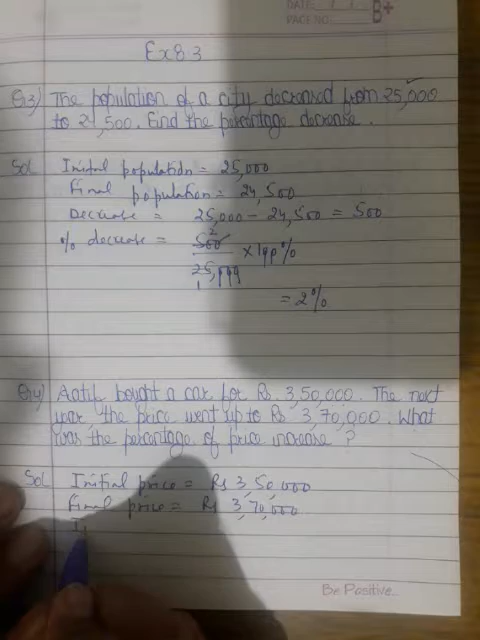 DATE: / /
PAGE NO.:
B+
Ex 8.3
Q3) The population of a city decreased from 25,000
to 24,500. Find the percentage decrease.
Sol. Initial population = 25,000
Final population = 24,500
Decrease = 25,000 - 24,500 = 500
% decrease = 500 2
25,000 1
× 100%
= 2%
Q4) Aatif bought a car for Rs. 3,50,000. The next
year, the price went up to Rs 3,70,000. What
was the percentage of price increase?
Sol. Initial price = Rs 3,50,000
Final price = Rs 3,70,000
I
Be Positive..